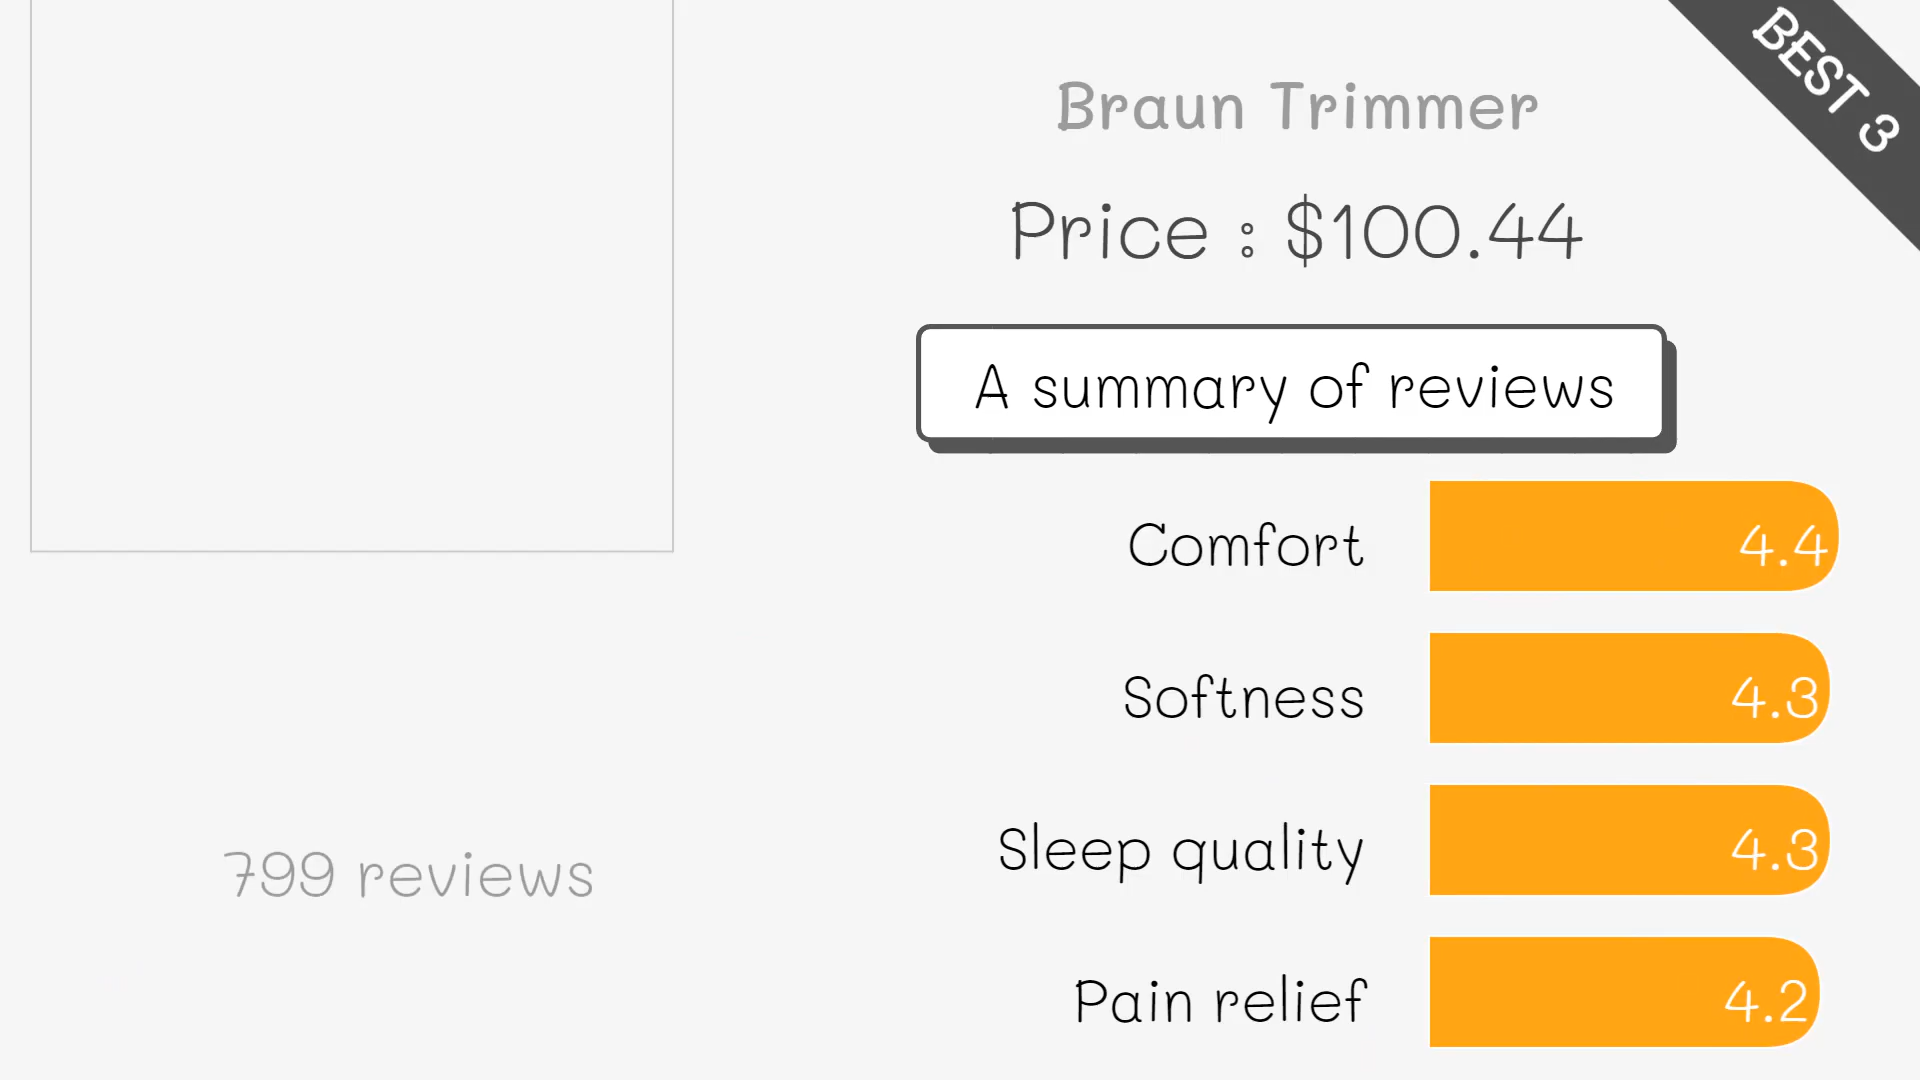 BEST 3
Braun Trimmer
Price : $100.44
A summary of reviews
Comfort 4.4
Softness 4.3
Sleep quality 4.3
Pain relief 4.2
799 reviews